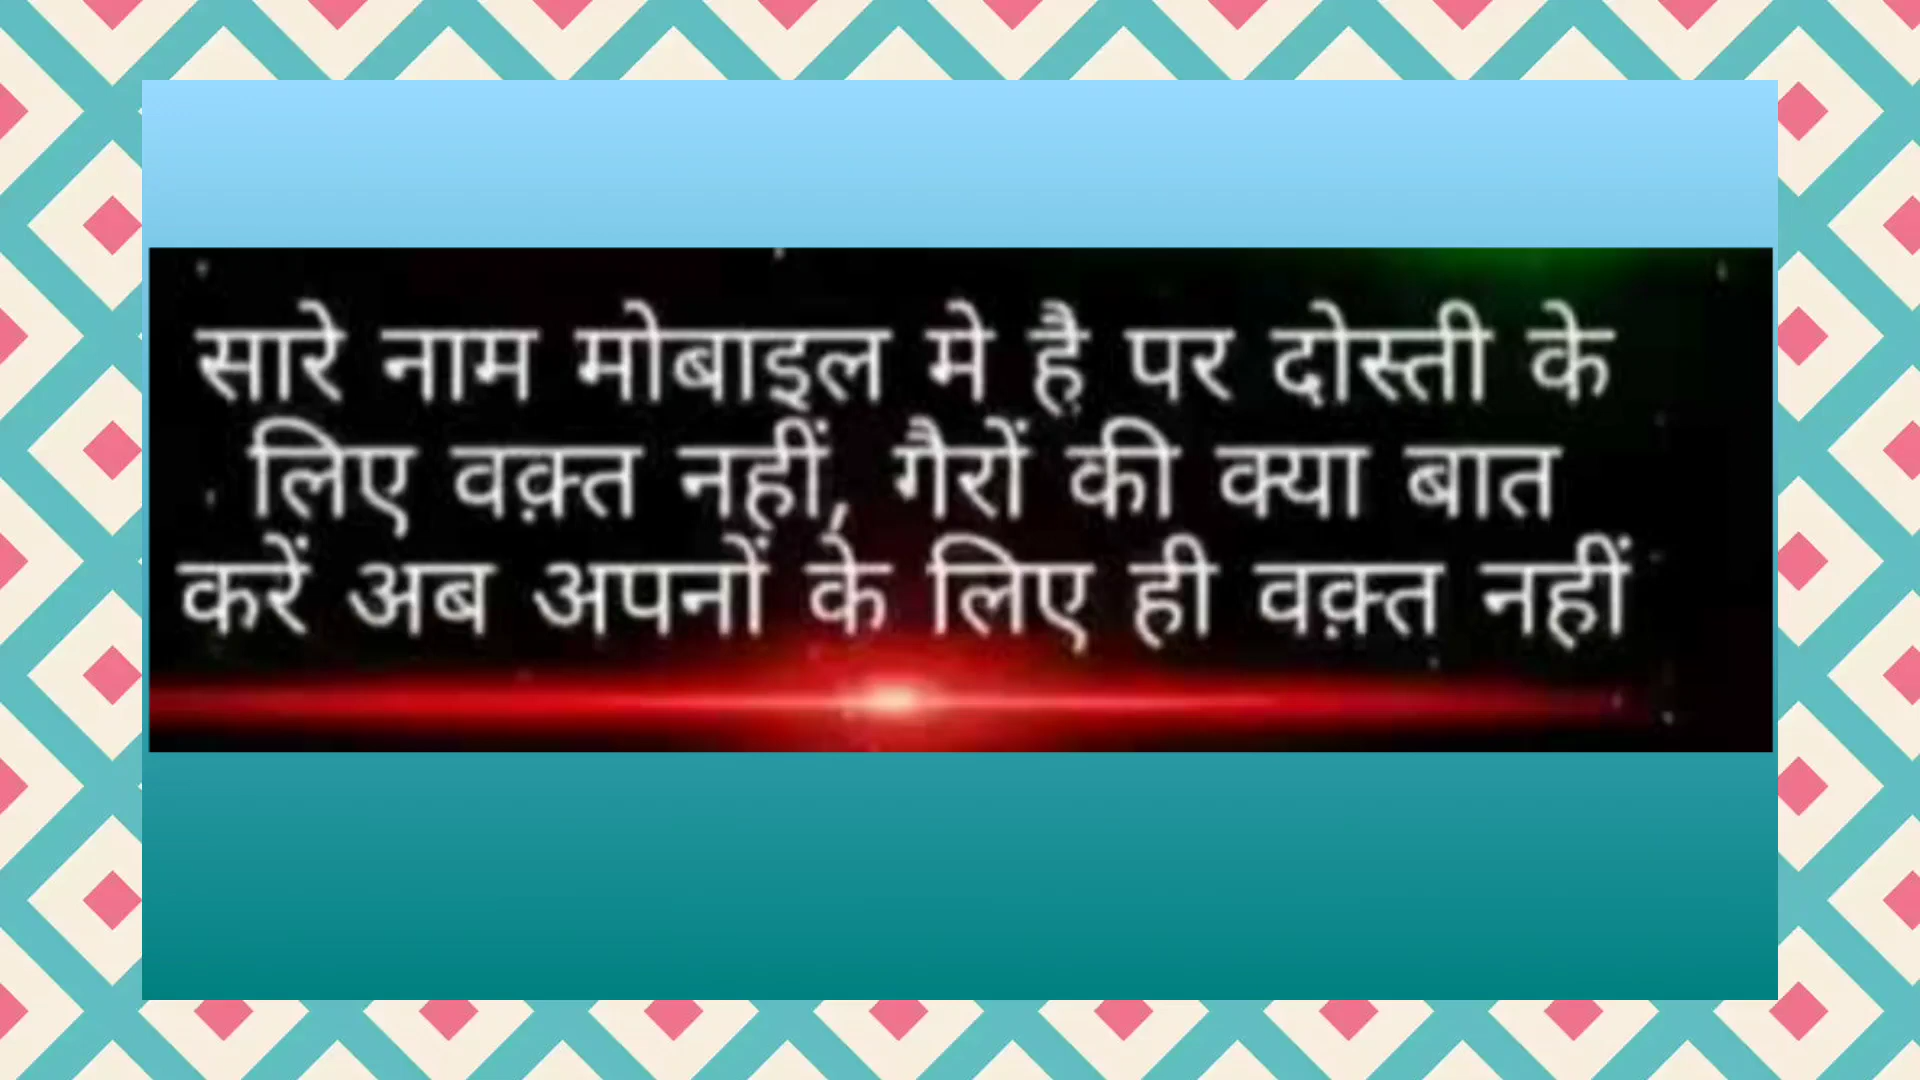 सारे नाम मोबाइल मे है पर दोस्ती के
लिए वक़्त नहीं, गैरों की क्या बात
करें अब अपनों के लिए ही वक़्त नहीं